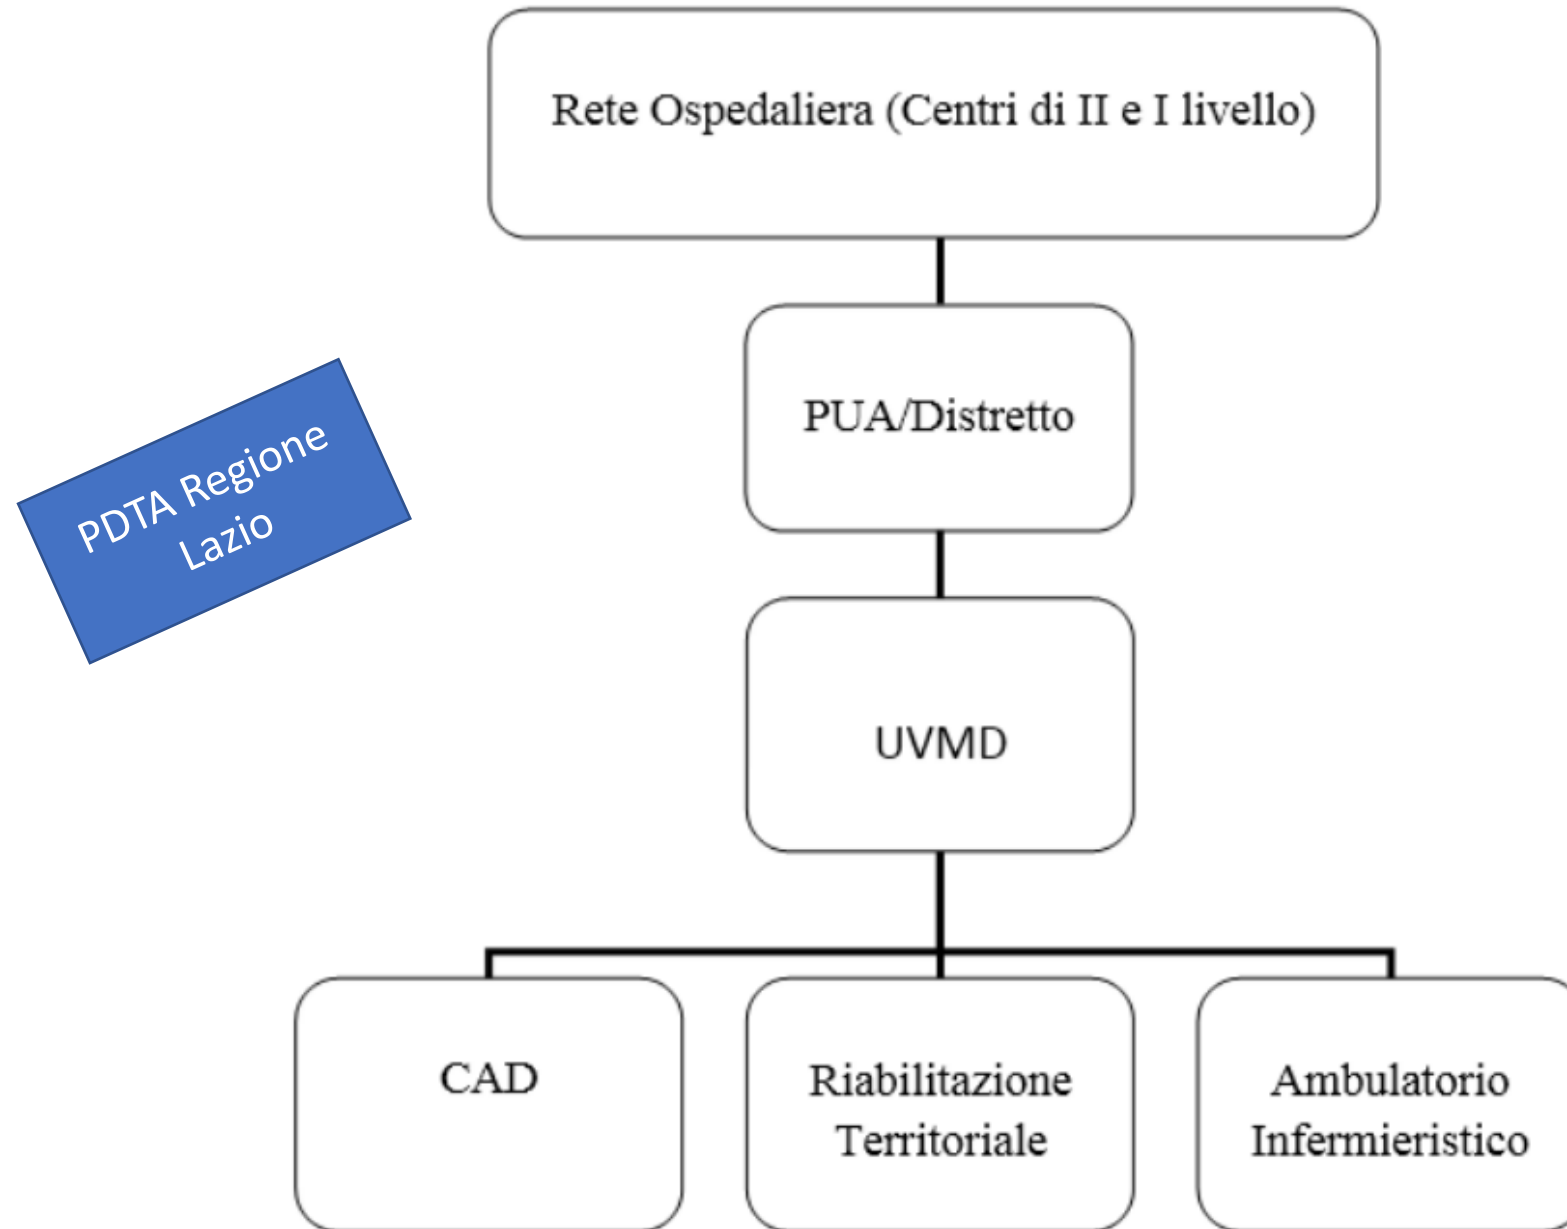 Rete Ospedaliera (Centri di II e I livello)
PUA/Distretto
PDTA Regione
Lazio
UVMD
CAD
Riabilitazione
Territoriale
Ambulatorio
Infermieristico